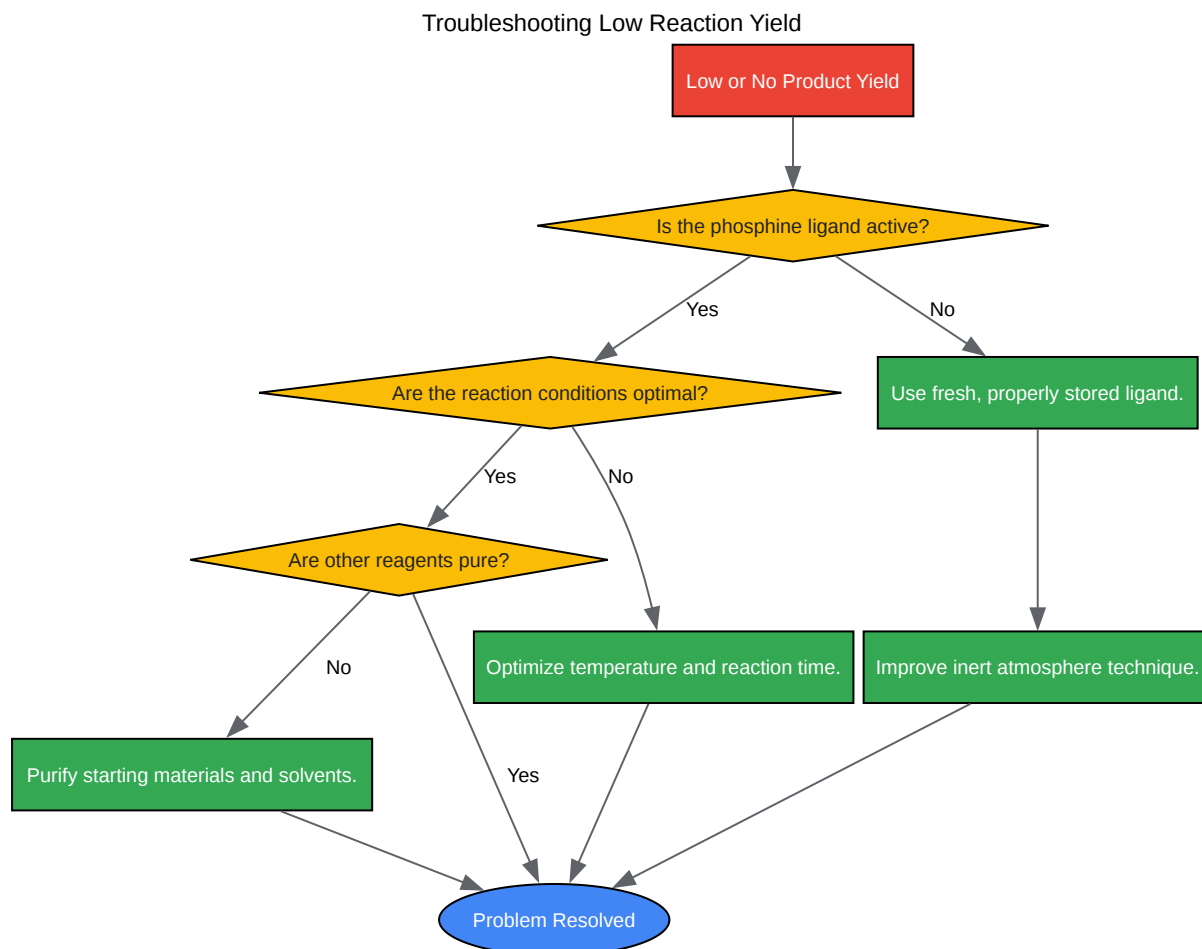 Troubleshooting Low Reaction Yield
Low or No Product Yield
Is the phosphine ligand active?
Yes
No
Are the reaction conditions optimal?
Use fresh, properly stored ligand.
Yes
No
Are other reagents pure?
No
Optimize temperature and reaction time.
Improve inert atmosphere technique.
Purify starting materials and solvents.
Yes
Problem Resolved